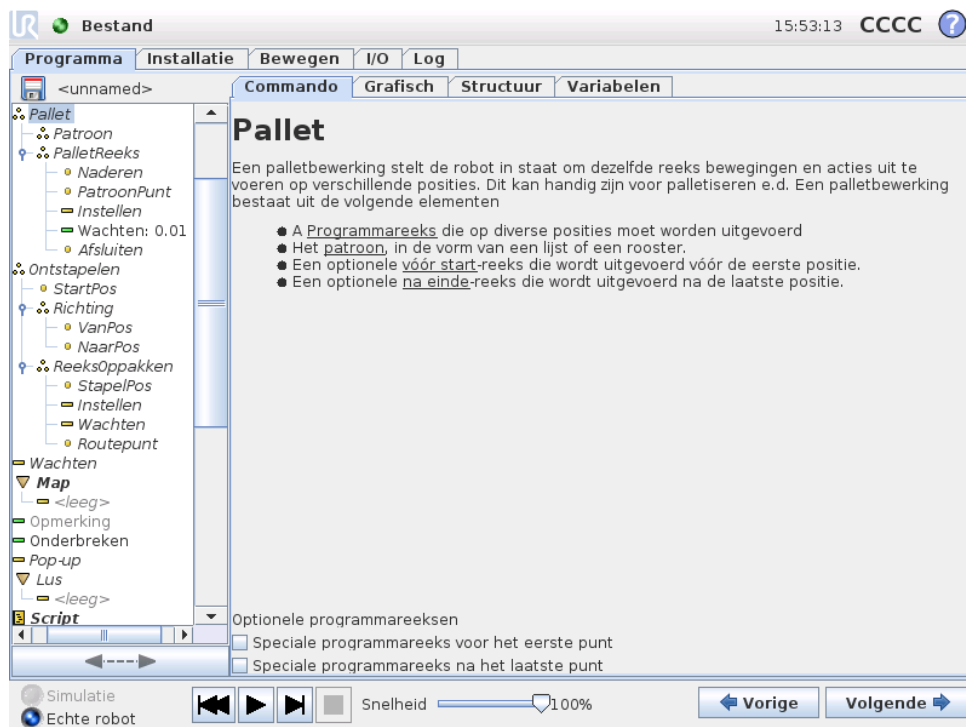 UR Bestand 15:53:13 CCCC ?
Programma Installatie Bewegen I/O Log
<unnamed>
Commando Grafisch Structuur Variabelen
Pallet
Patroon
PalletReeks
Naderen
PatroonPunt
Instellen
Wachten: 0.01
Afsluiten
Ontstapelen
StartPos
Richting
VanPos
NaarPos
ReeksOppakken
StapelPos
Instellen
Wachten
Routepunt
Wachten
Map
<leeg>
Opmerking
Onderbreken
Pop-up
Lus
<leeg>
Script
Pallet
Een palletbewerking stelt de robot in staat om dezelfde reeks bewegingen en acties uit te
voeren op verschillende posities. Dit kan handig zijn voor palletiseren e.d. Een palletbewerking
bestaat uit de volgende elementen
● A Programmareeks die op diverse posities moet worden uitgevoerd
● Het patroon, in de vorm van een lijst of een rooster.
● Een optionele vóór start-reeks die wordt uitgevoerd vóór de eerste positie.
● Een optionele na einde-reeks die wordt uitgevoerd na de laatste positie.
Optionele programmareeksen
Speciale programmareeks voor het eerste punt
Speciale programmareeks na het laatste punt
Simulatie
Echte robot
Snelheid 100%
Vorige Volgende